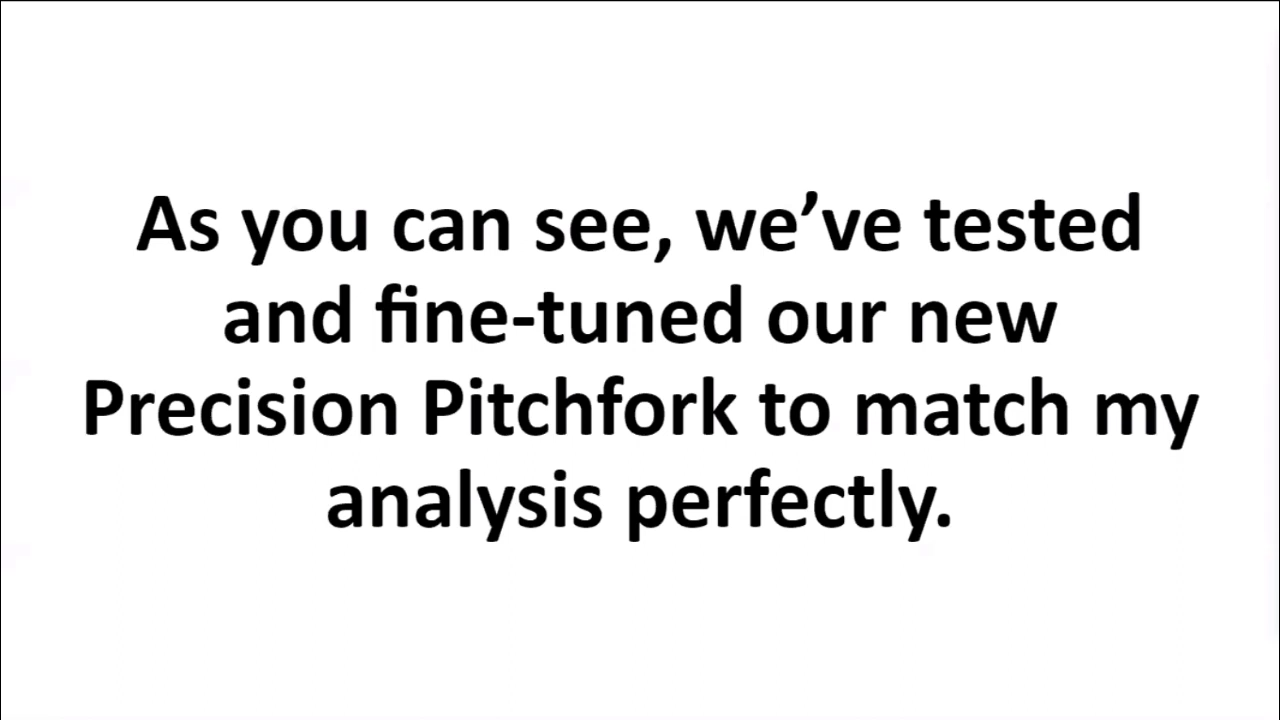 As you can see, we’ve tested
and fine-tuned our new
Precision Pitchfork to match my
analysis perfectly.